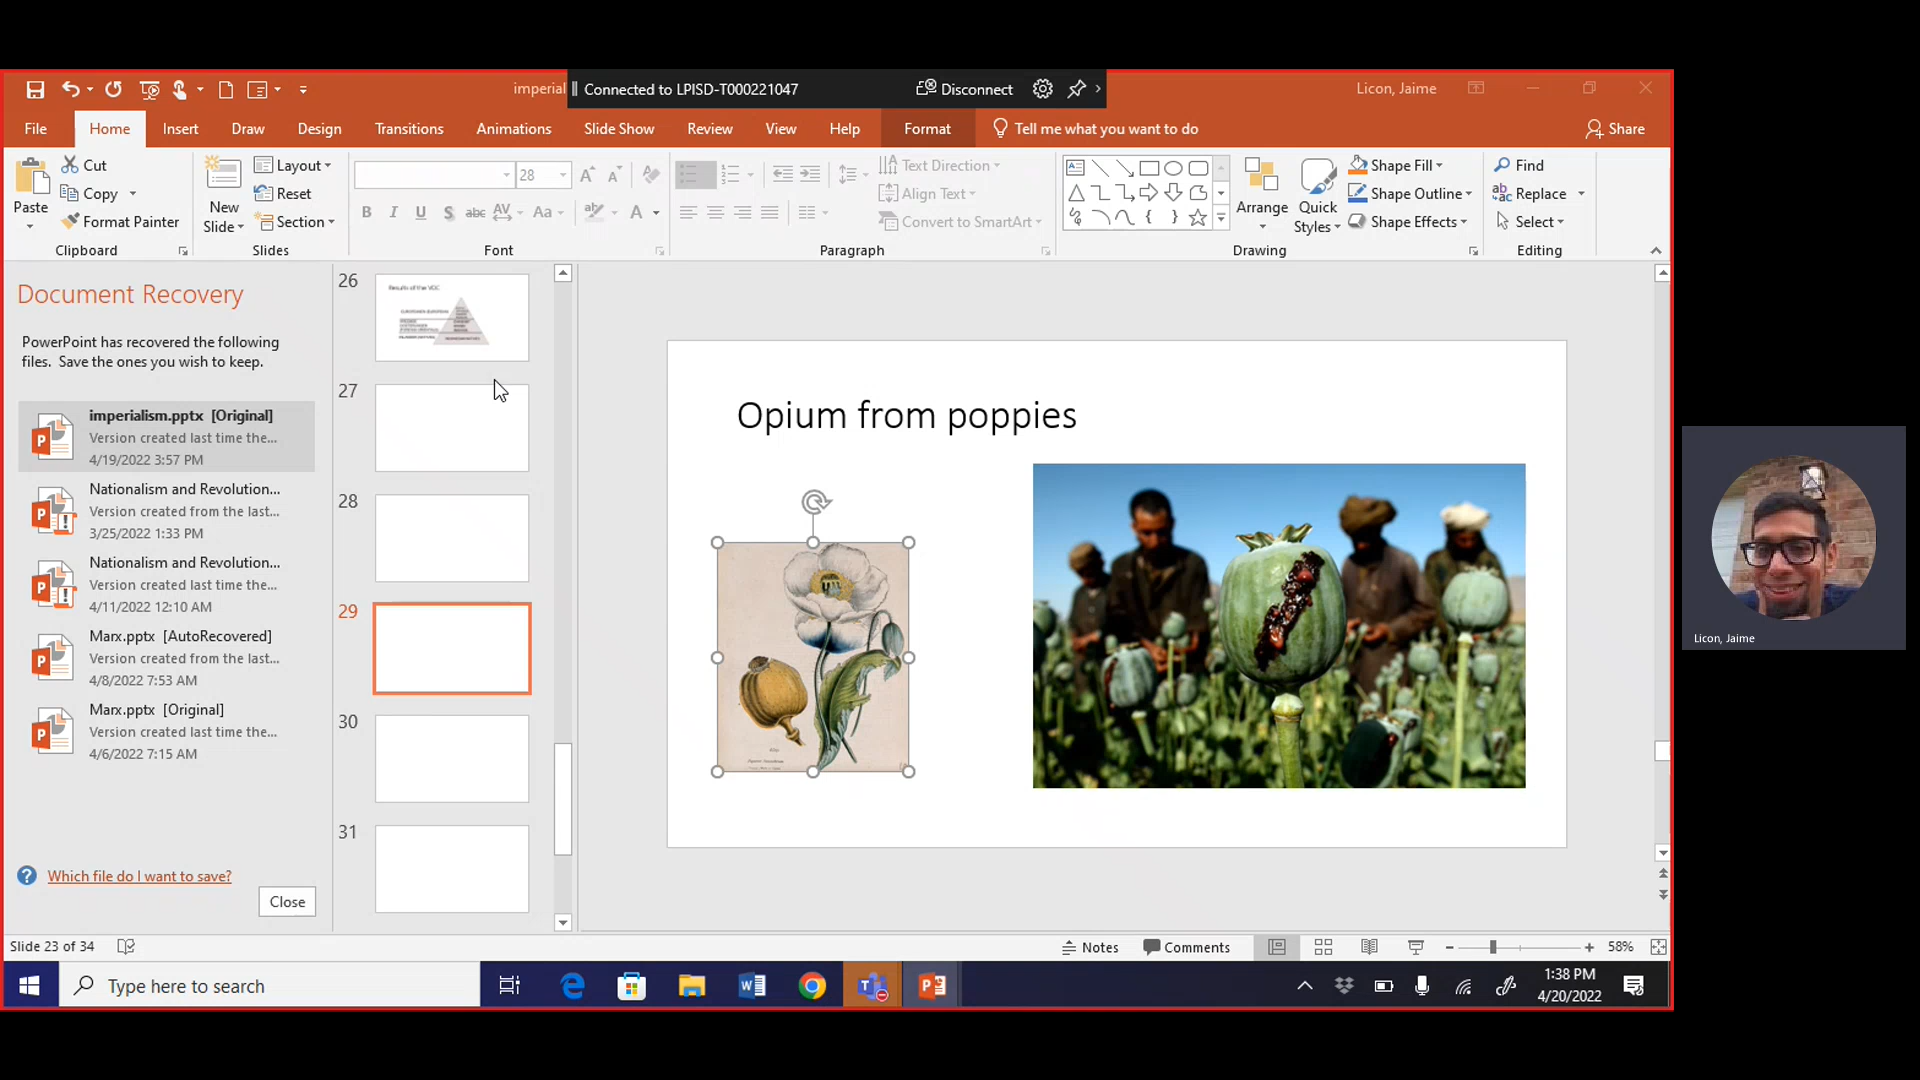 imperial
Connected to LPISD-T000221047
Disconnect
Licon, Jaime
File
Home
Insert
Draw
Design
Transitions
Animations
Slide Show
Review
View
Help
Format
Tell me what you want to do
Share
Paste
Cut
Copy
Format Painter
Clipboard
New
Slide
Layout
Reset
Section
Slides
28
Font
Text Direction
Align Text
Convert to SmartArt
Paragraph
Arrange
Quick
Styles
Shape Fill
Shape Outline
Shape Effects
Drawing
Find
Replace
Select
Editing
Document Recovery
PowerPoint has recovered the following
files. Save the ones you wish to keep.
imperialism.pptx [Original]
Version created last time the...
4/19/2022 3:57 PM
Nationalism and Revolution...
Version created from the last...
3/25/2022 1:33 PM
Nationalism and Revolution...
Version created last time the...
4/11/2022 12:10 AM
Marx.pptx [AutoRecovered]
Version created from the last...
4/8/2022 7:53 AM
Marx.pptx [Original]
Version created last time the...
4/6/2022 7:15 AM
Which file do I want to save?
Close
26
Results of the VOC
27
28
29
30
31
Opium from poppies
Licon, Jaime
Slide 23 of 34
Notes
Comments
58%
Type here to search
1:38 PM
4/20/2022